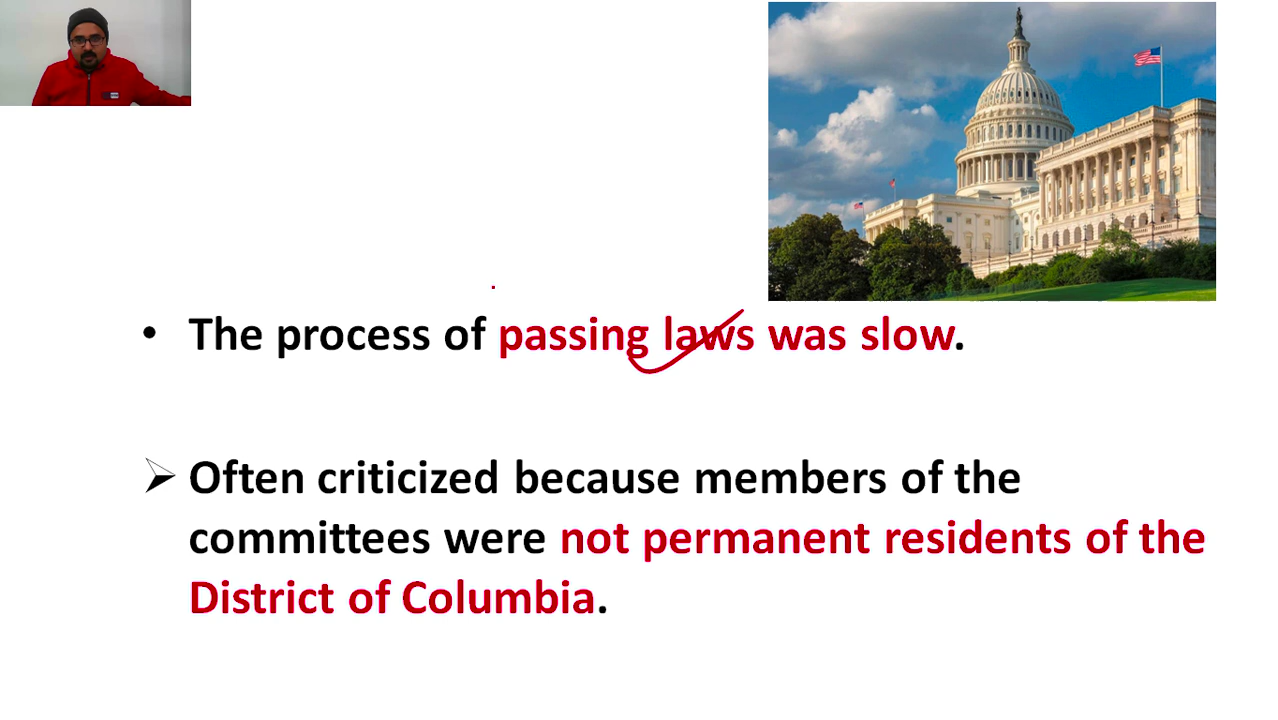 • The process of passing laws was slow.
➢ Often criticized because members of the
committees were not permanent residents of the
District of Columbia.